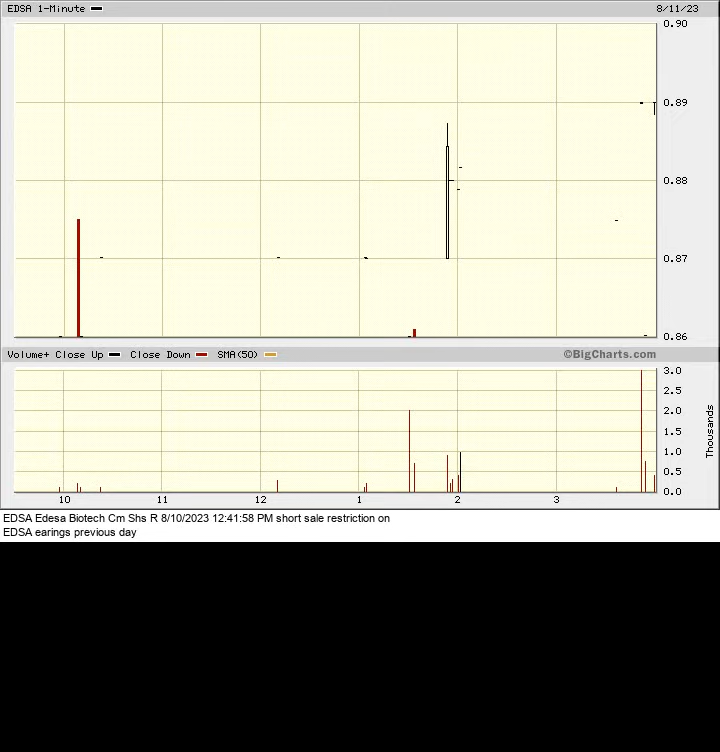 EDSA 1-Minute 8/11/23
0.90
0.89
0.88
0.87
0.86
Volume+ Close Up Close Down SMA(50) ©BigCharts.com
3.0
2.5
2.0
1.5
1.0
0.5
0.0
Thousands
10 11 12 1 2 3
EDSA Edesa Biotech Cm Shs R 8/10/2023 12:41:58 PM short sale restriction on
EDSA earings previous day